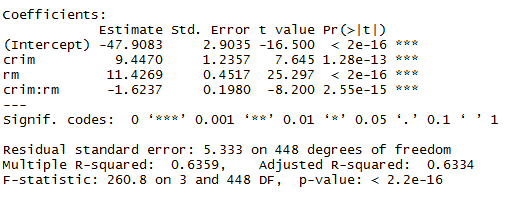 Coefficients:
            Estimate Std. Error t value Pr(>|t|)
(Intercept) -47.9083     2.9035 -16.500  < 2e-16 ***
crim          9.4470     1.2357   7.645 1.28e-13 ***
rm           11.4269     0.4517  25.297  < 2e-16 ***
crim:rm      -1.6237     0.1980  -8.200 2.55e-15 ***
---
Signif. codes:  0 ‘***’ 0.001 ‘**’ 0.01 ‘*’ 0.05 ‘.’ 0.1 ‘ ’ 1
Residual standard error: 5.333 on 448 degrees of freedom
Multiple R-squared:  0.6359,    Adjusted R-squared:  0.6334
F-statistic: 260.8 on 3 and 448 DF,  p-value: < 2.2e-16